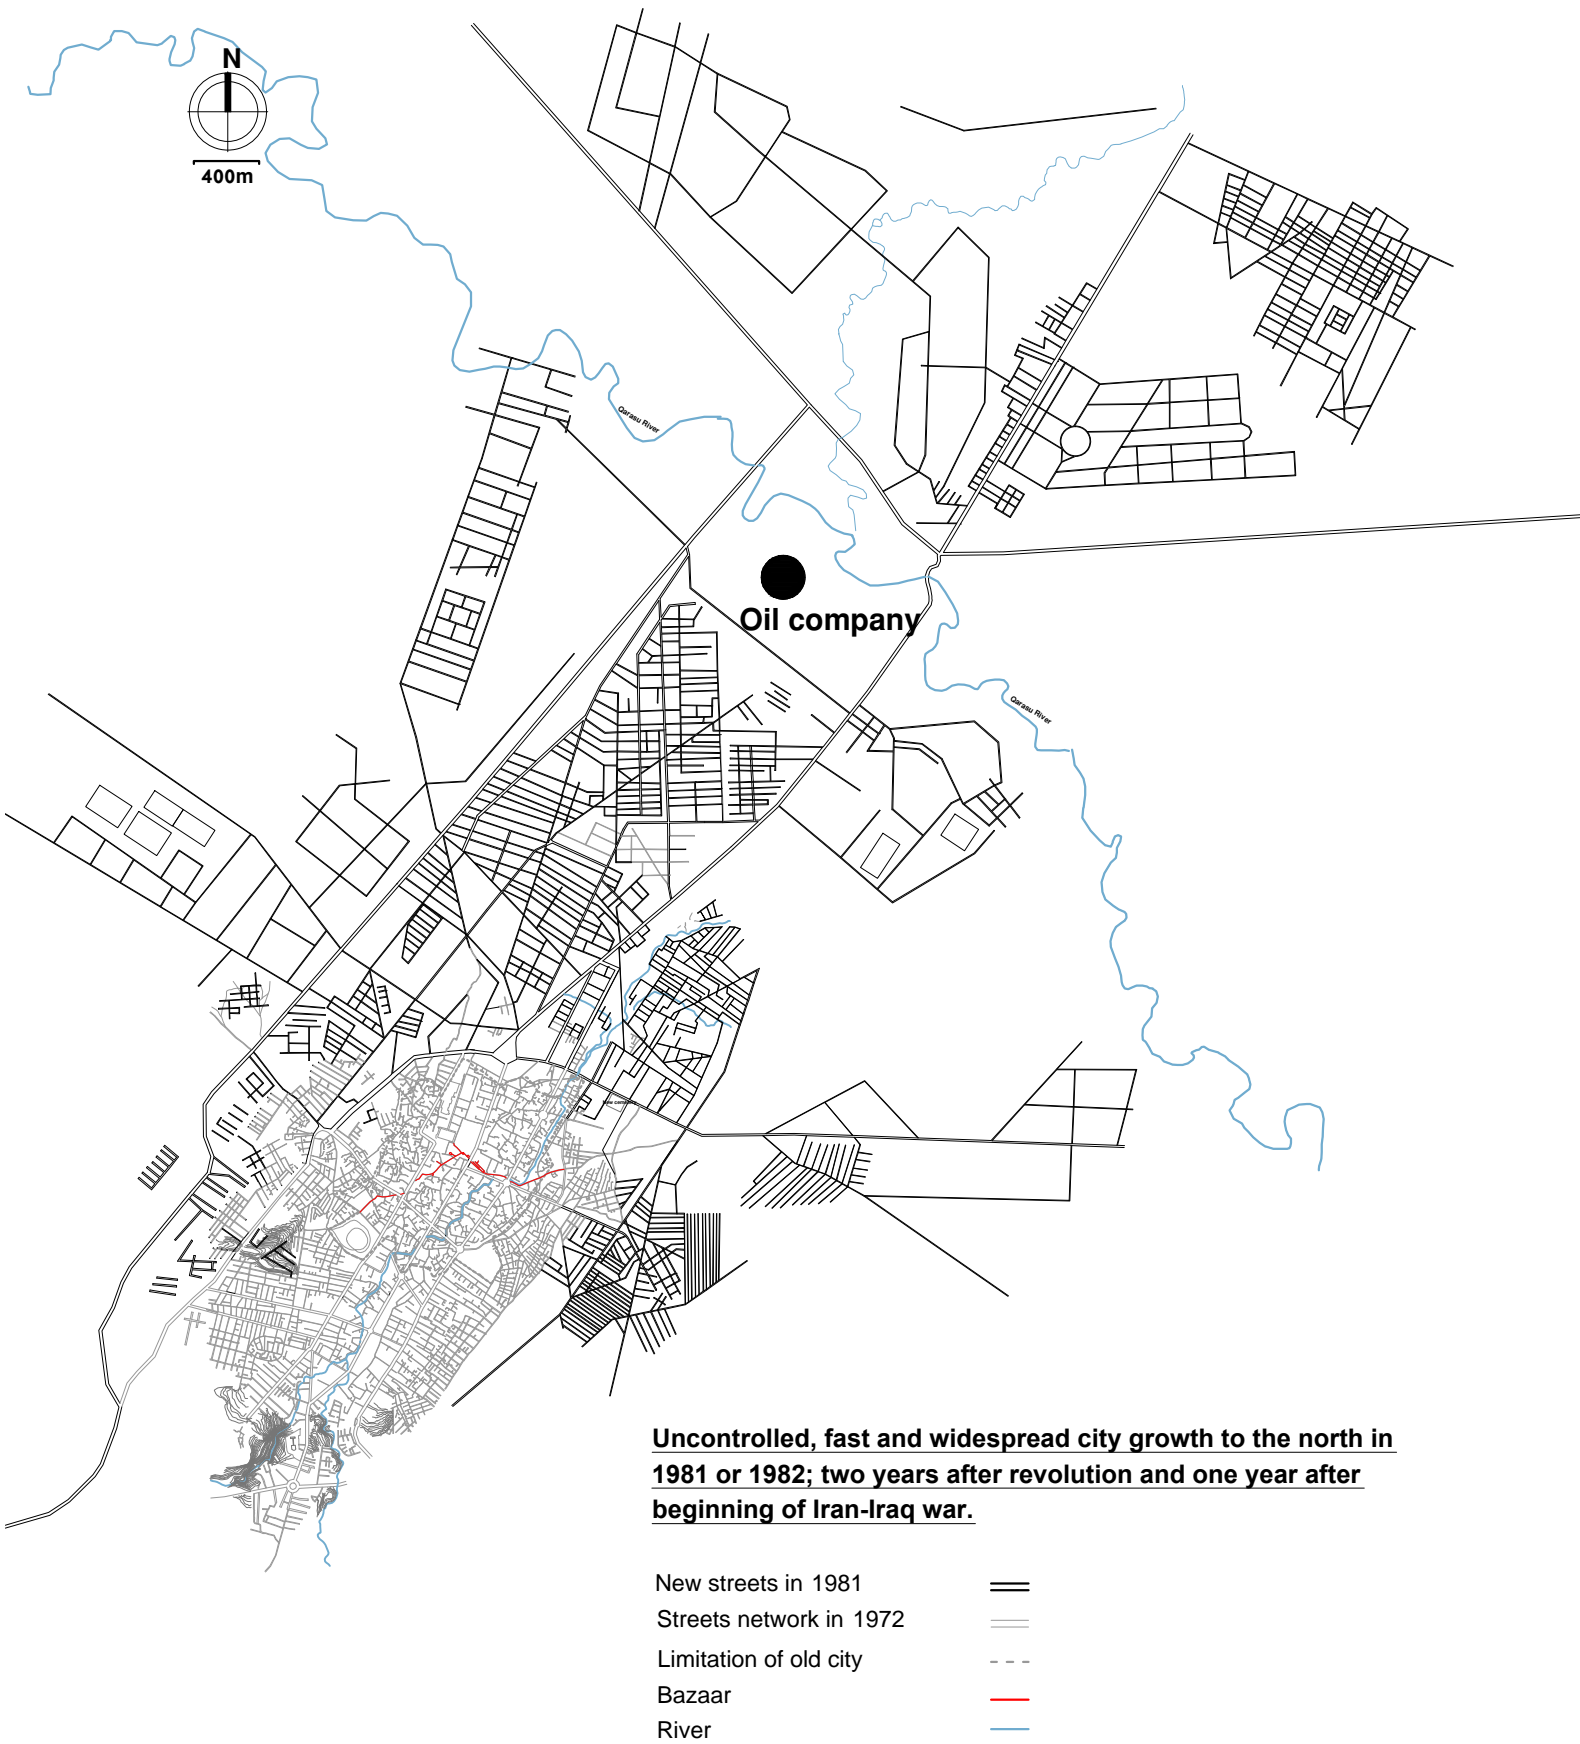 N
400m
Qarasu River
Oil company
Qarasu River
New cemetery
Uncontrolled, fast and widespread city growth to the north in
1981 or 1982; two years after revolution and one year after
beginning of Iran-Iraq war.
New streets in 1981
Streets network in 1972
Limitation of old city
Bazaar
River